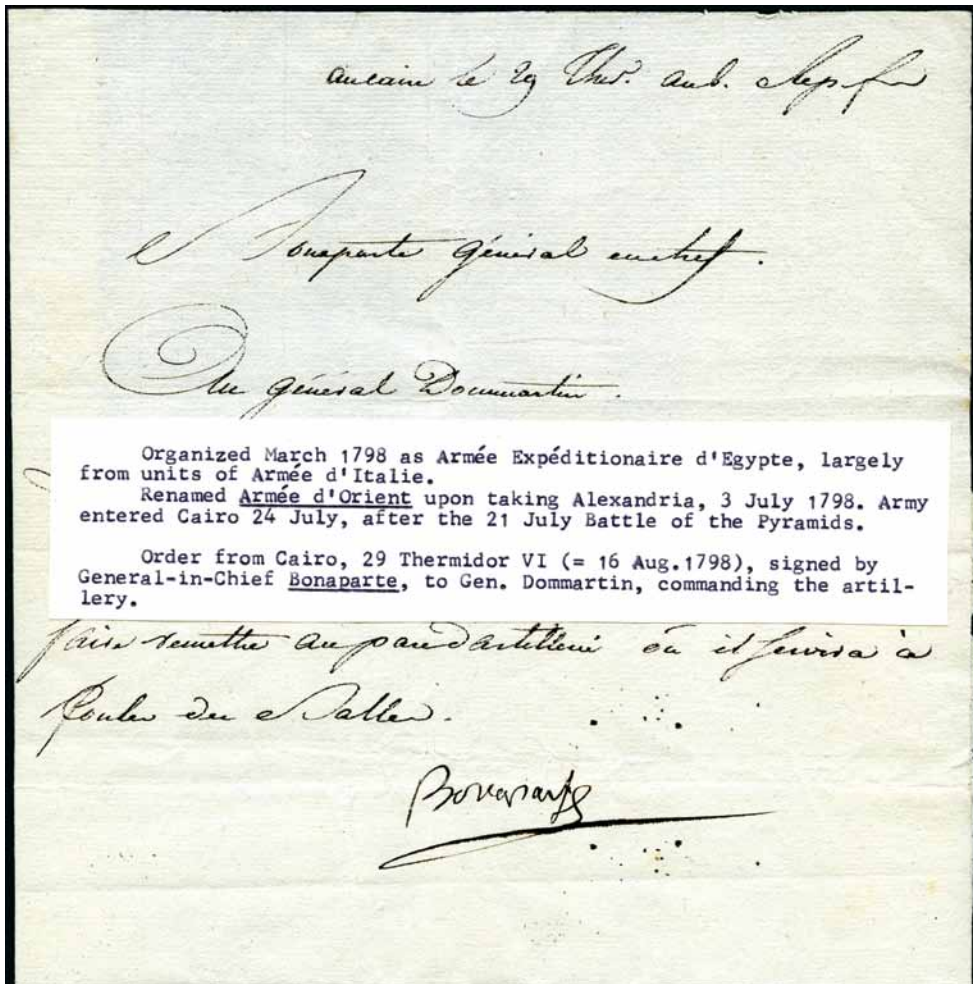 au caire le 29 Ther. an 6.
Bonaparte général en chef.
Au général Dommartin.
Organized March 1798 as Armée Expéditionaire d'Egypte, largely
from units of Armée d'Italie.
Renamed Armée d'Orient upon taking Alexandria, 3 July 1798. Army
entered Cairo 24 July, after the 21 July Battle of the Pyramids.
Order from Cairo, 29 Thermidor VI (= 16 Aug.1798), signed by
General-in-Chief Bonaparte, to Gen. Dommartin, commanding the artil-
lery.
faire remettre au parc d'artillerie où il servira à
couler des Balles.
Bonaparte